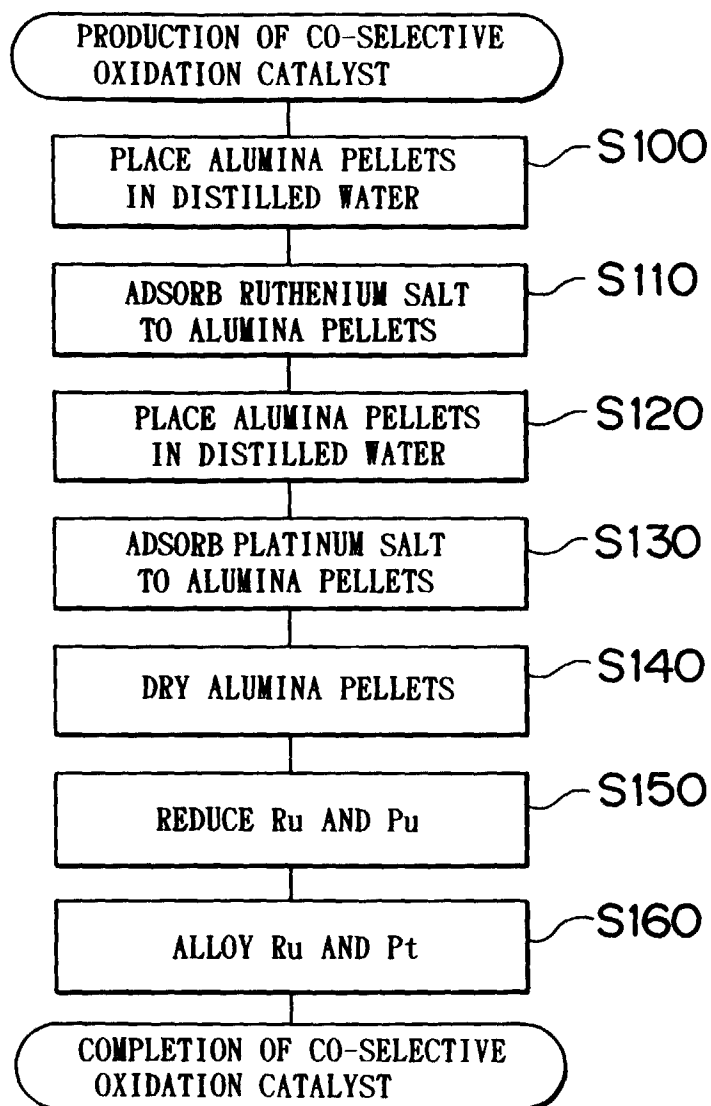 PRODUCTION OF CO-SELECTIVE
OXIDATION CATALYST
PLACE ALUMINA PELLETS
IN DISTILLED WATER
S100
ADSORB RUTHENIUM SALT
TO ALUMINA PELLETS
S110
PLACE ALUMINA PELLETS
IN DISTILLED WATER
S120
ADSORB PLATINUM SALT
TO ALUMINA PELLETS
S130
DRY ALUMINA PELLETS
S140
REDUCE Ru AND Pu
S150
ALLOY Ru AND Pt
S160
COMPLETION OF CO-SELECTIVE
OXIDATION CATALYST